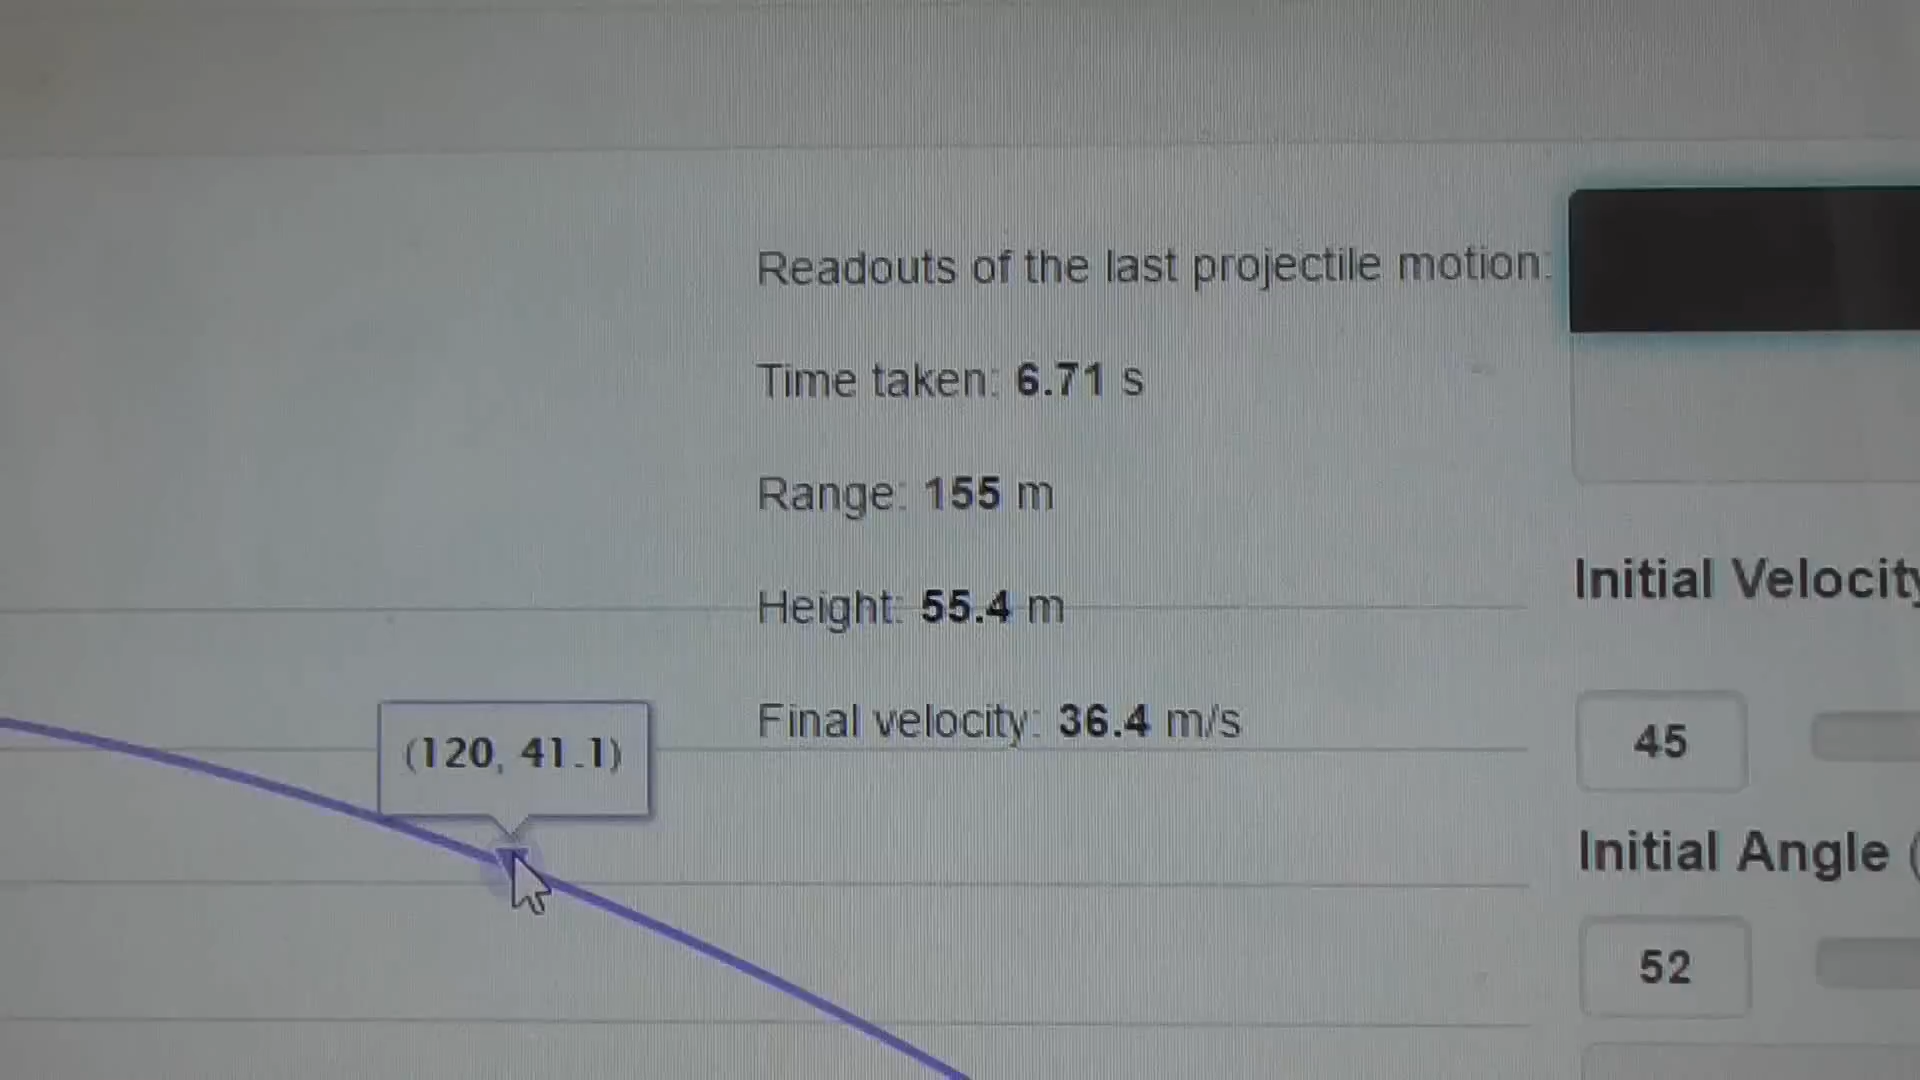 Readouts of the last projectile motion:
Time taken: 6.71 s
Range: 155 m
Height: 55.4 m
Final velocity: 36.4 m/s
(120, 41.1)
Initial Velocity
45
Initial Angle (
52